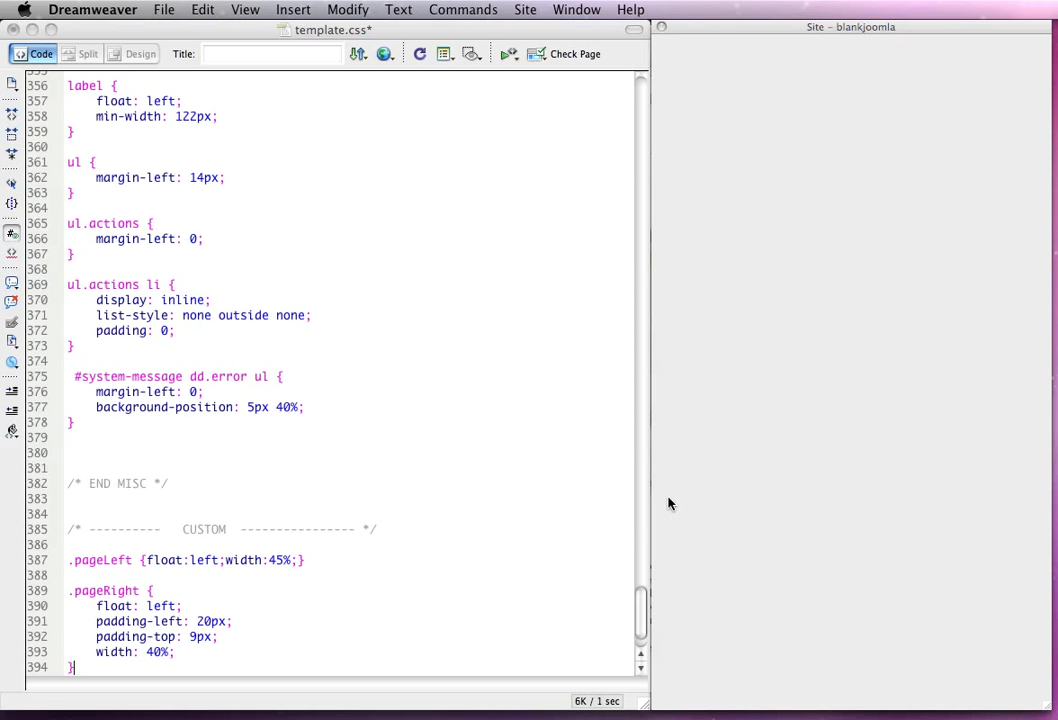 Dreamweaver File Edit View Insert Modify Text Commands Site Window Help
template.css*
Site – blankjoomla
Code Split Design Title: Check Page
355
356 label {
357 float: left;
358 min-width: 122px;
359 }
360
361 ul {
362 margin-left: 14px;
363 }
364
365 ul.actions {
366 margin-left: 0;
367 }
368
369 ul.actions li {
370 display: inline;
371 list-style: none outside none;
372 padding: 0;
373 }
374
375 #system-message dd.error ul {
376 margin-left: 0;
377 background-position: 5px 40%;
378 }
379
380
381
382 /* END MISC */
383
384
385 /* ---------- CUSTOM ---------------- */
386
387 .pageLeft {float:left;width:45%;}
388
389 .pageRight {
390 float: left;
391 padding-left: 20px;
392 padding-top: 9px;
393 width: 40%;
394 }
6K / 1 sec